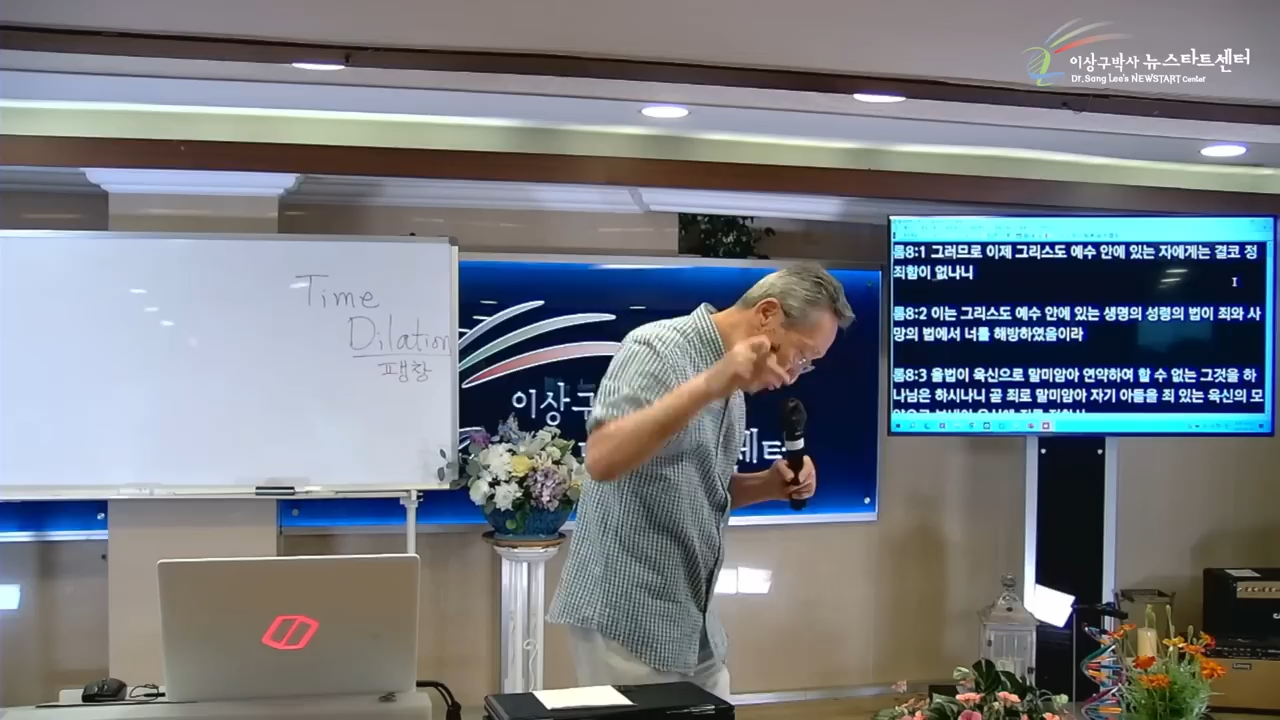 이상구박사 뉴스타트센터
Dr. Sang Lee's NEWSTART Center
Time
Dilation
팽창
이상구
센터
롬8:1 그러므로 이제 그리스도 예수 안에 있는 자에게는 결코 정
죄함이 없나니
롬8:2 이는 그리스도 예수 안에 있는 생명의 성령의 법이 죄와 사
망의 법에서 너를 해방하였음이라
롬8:3 율법이 육신으로 말미암아 연약하여 할 수 없는 그것을 하
나님은 하시나니 곧 죄로 말미암아 자기 아들을 죄 있는 육신의 모